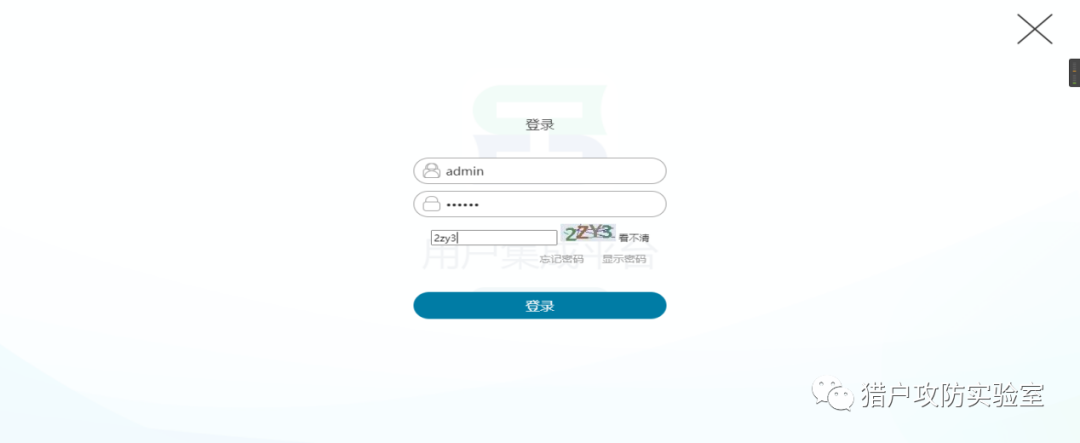 登录
admin
••••••
2zy3 2ZY3 看不清
用户集成平台
忘记密码 显示密码
登录
猎户攻防实验室